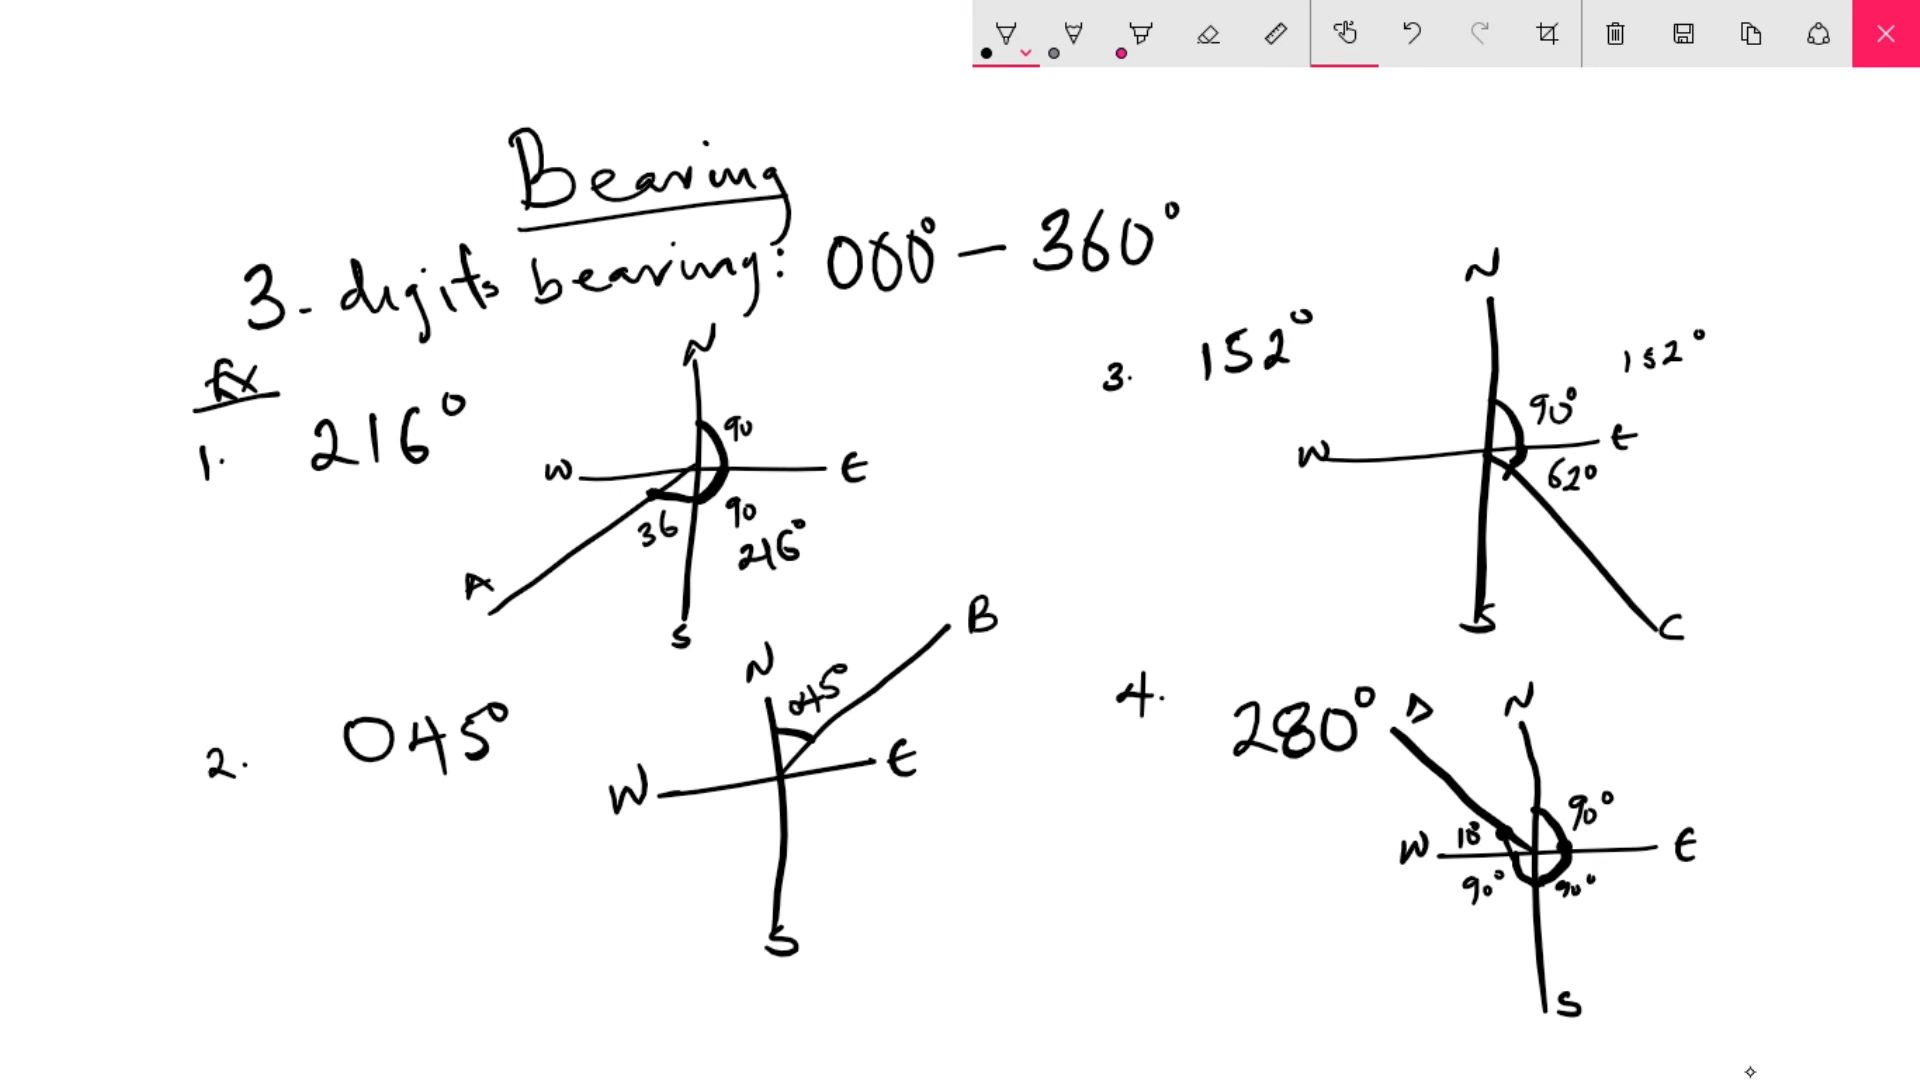 Bearing
3-digits bearing: 000° – 360°
Ex
1. 216°
N
90
W
E
36
90
216°
A
S
2. 045°
N
045°
B
W
E
S
3. 152°
N
152°
90°
W
E
62°
S
C
4. 280°
D
N
90°
W
10°
E
90°
90°
S